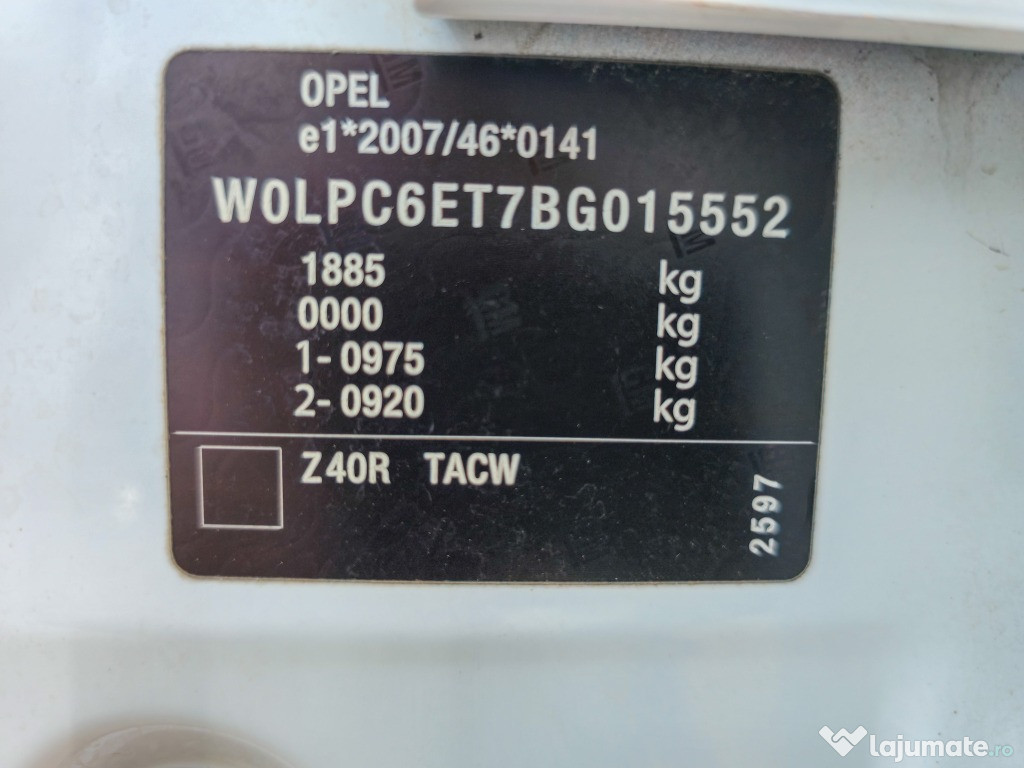 OPEL
e1*2007/46*0141
W0LPC6ET7BG015552
1885 kg
0000 kg
1- 0975 kg
2- 0920 kg
Z40R TACW
2597
lajumate.ro